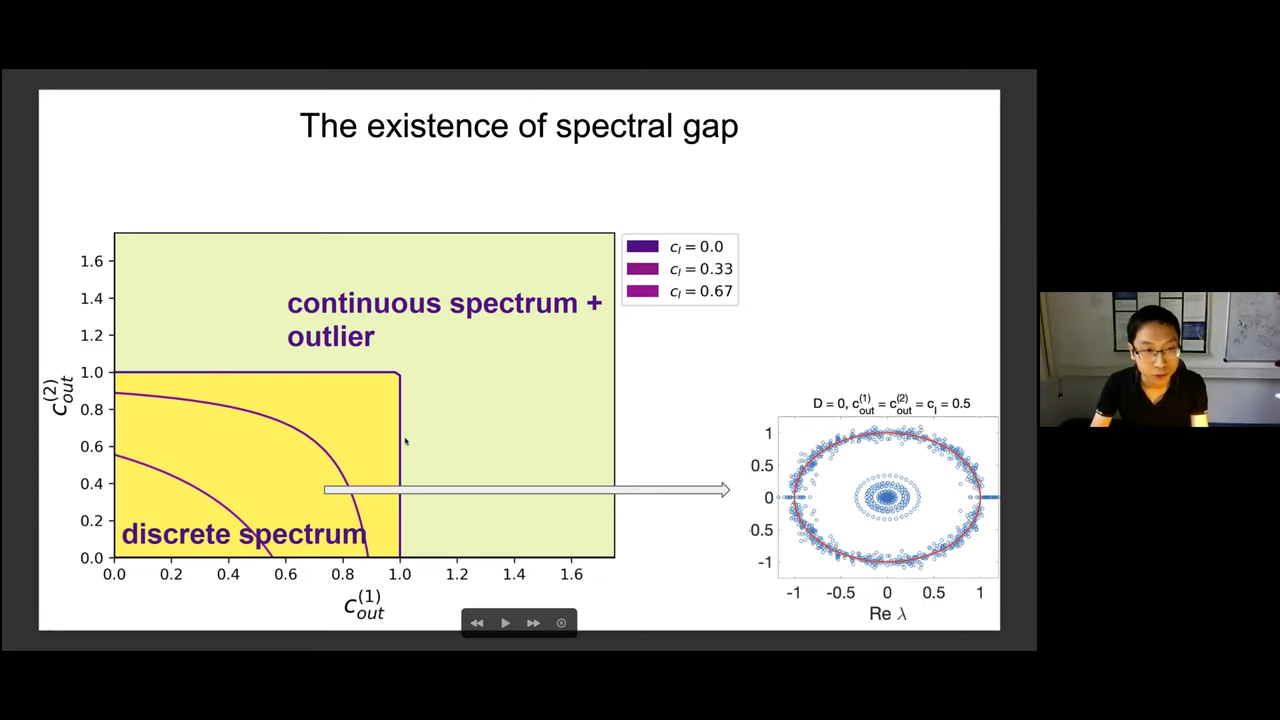 The existence of spectral gap
continuous spectrum +
outlier
discrete spectrum
c_out^(2)
1.6
1.4
1.2
1.0
0.8
0.6
0.4
0.2
0.0
0.0 0.2 0.4 0.6 0.8 1.0 1.2 1.4 1.6
c_out^(1)
c_I = 0.0
c_I = 0.33
c_I = 0.67
D = 0, c_out^(1) = c_out^(2) = c_I = 0.5
1
0.5
0
0.5
-1
-1 -0.5 0 0.5 1
Re λ